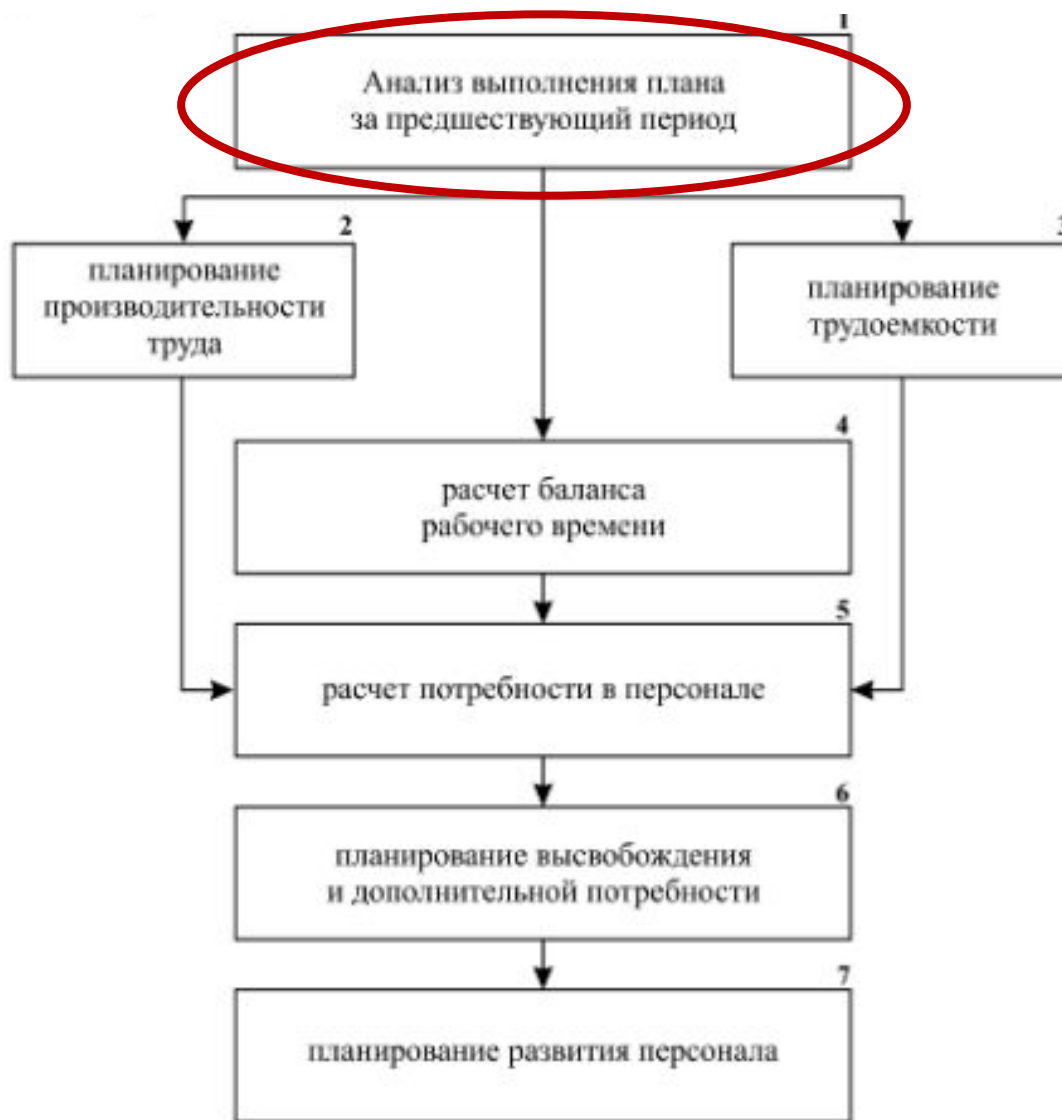 1
Анализ выполнения плана
за предшествующий период
2
планирование
производительности
труда
3
планирование
трудоемкости
4
расчет баланса
рабочего времени
5
расчет потребности в персонале
6
планирование высвобождения
и дополнительной потребности
7
планирование развития персонала